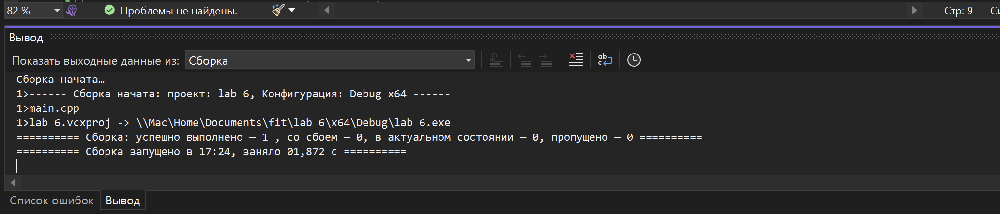 82 % Проблемы не найдены. Стр: 9
Вывод
Показать выходные данные из: Сборка
Сборка начата…
1>------ Сборка начата: проект: lab 6, Конфигурация: Debug x64 ------
1>main.cpp
1>lab 6.vcxproj -> \\Mac\Home\Documents\fit\lab 6\x64\Debug\lab 6.exe
========== Сборка: успешно выполнено — 1 , со сбоем — 0, в актуальном состоянии — 0, пропущено — 0 ==========
========== Сборка запущено в 17:24, заняло 01,872 с ==========
Список ошибок Вывод